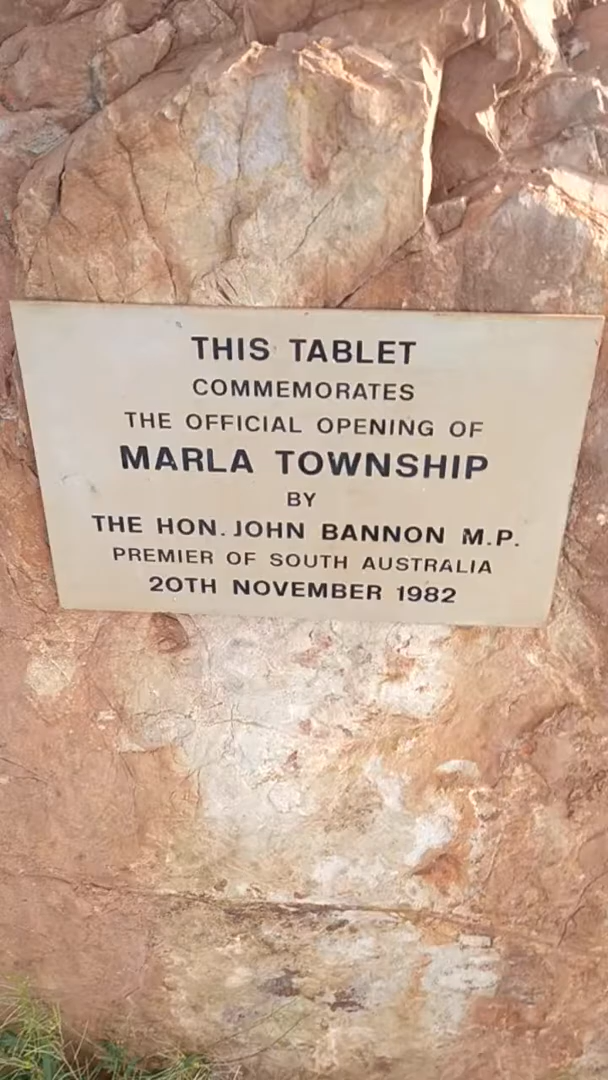 THIS TABLET
COMMEMORATES
THE OFFICIAL OPENING OF
MARLA TOWNSHIP
BY
THE HON. JOHN BANNON M.P.
PREMIER OF SOUTH AUSTRALIA
20TH NOVEMBER 1982